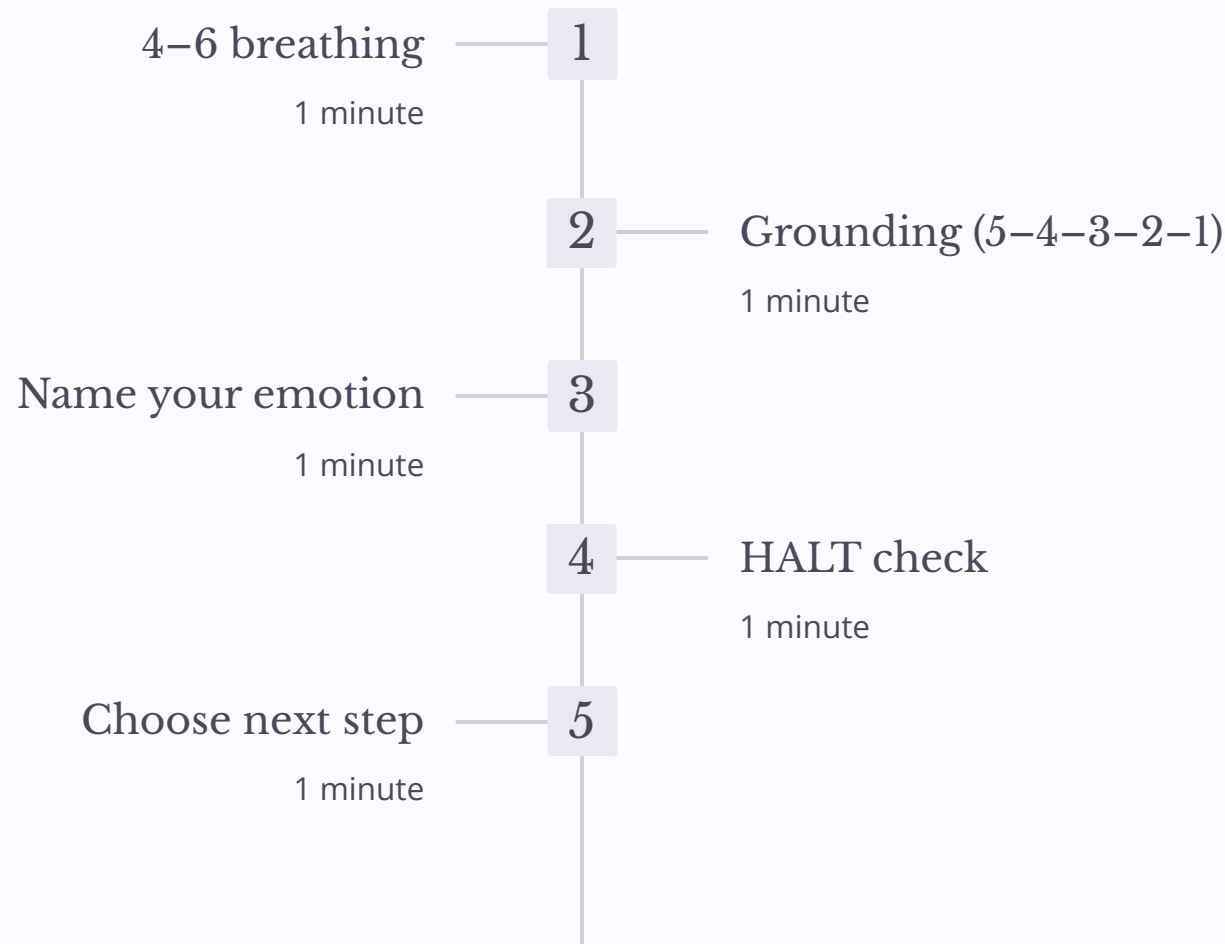 4–6 breathing
1
1 minute
2
Grounding (5–4–3–2–1)
1 minute
Name your emotion
3
1 minute
4
HALT check
1 minute
Choose next step
5
1 minute